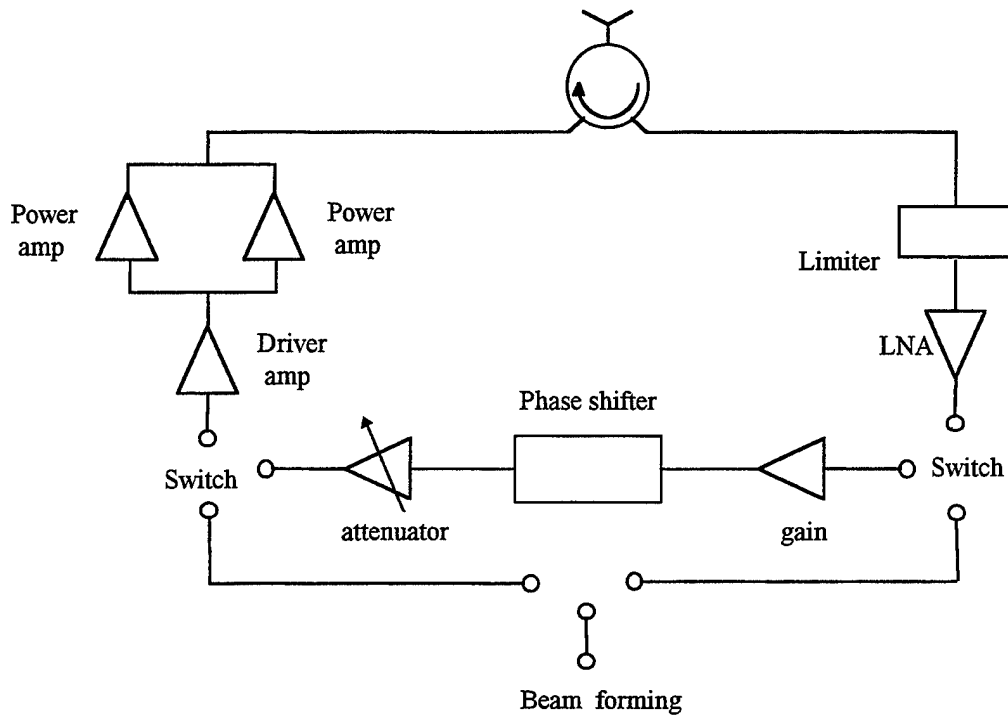 Power
amp
Power
amp
Limiter
Driver
amp
LNA
Phase shifter
Switch
Switch
attenuator
gain
Beam forming